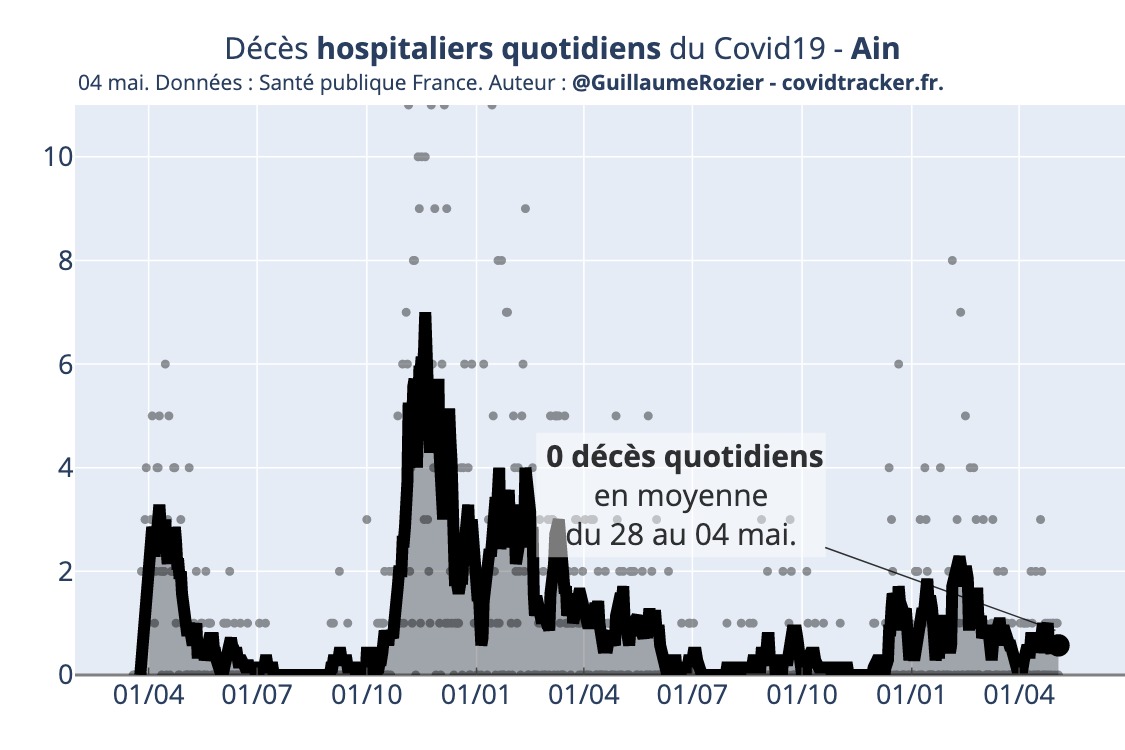 Décès hospitaliers quotidiens du Covid19 - Ain
04 mai. Données : Santé publique France. Auteur : @GuillaumeRozier - covidtracker.fr.
10
8
6
4
2
0
0 décès quotidiens
en moyenne
du 28 au 04 mai.
01/04 01/07 01/10 01/01 01/04 01/07 01/10 01/01 01/04